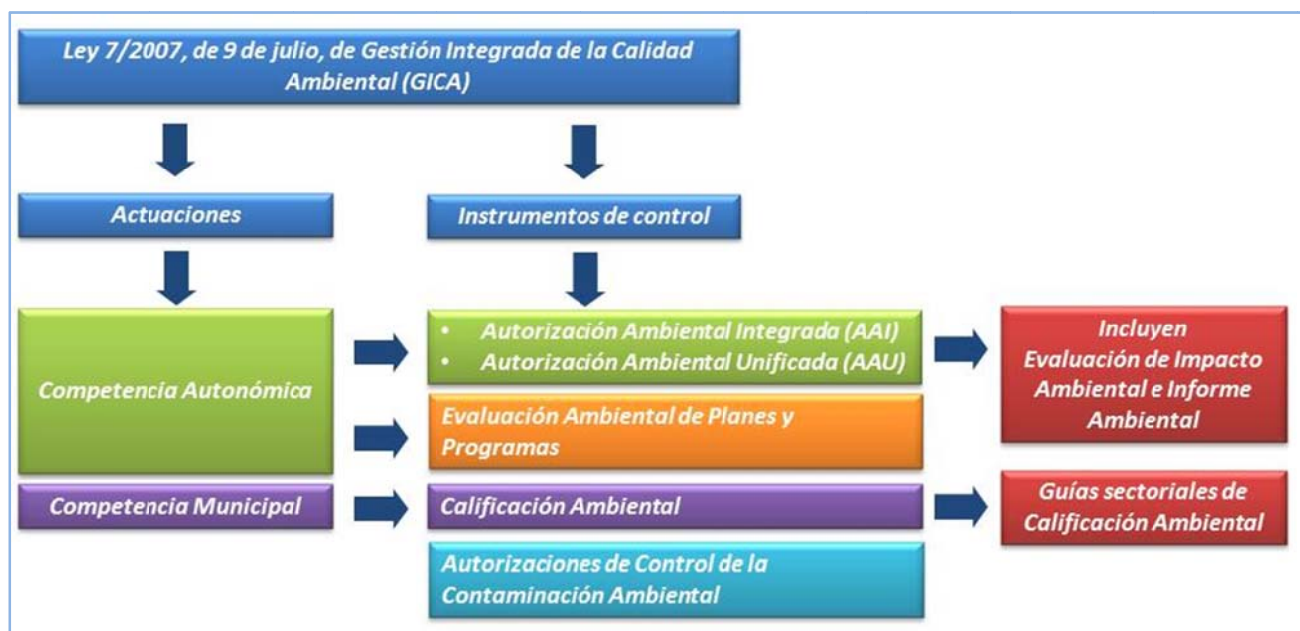 Ley 7/2007, de 9 de julio, de Gestión Integrada de la Calidad
Ambiental (GICA)
Actuaciones
Instrumentos de control
Competencia Autonómica
• Autorización Ambiental Integrada (AAI)
• Autorización Ambiental Unificada (AAU)
Incluyen
Evaluación de Impacto
Ambiental e Informe
Ambiental
Evaluación Ambiental de Planes y
Programas
Competencia Municipal
Calificación Ambiental
Guías sectoriales de
Calificación Ambiental
Autorizaciones de Control de la
Contaminación Ambiental